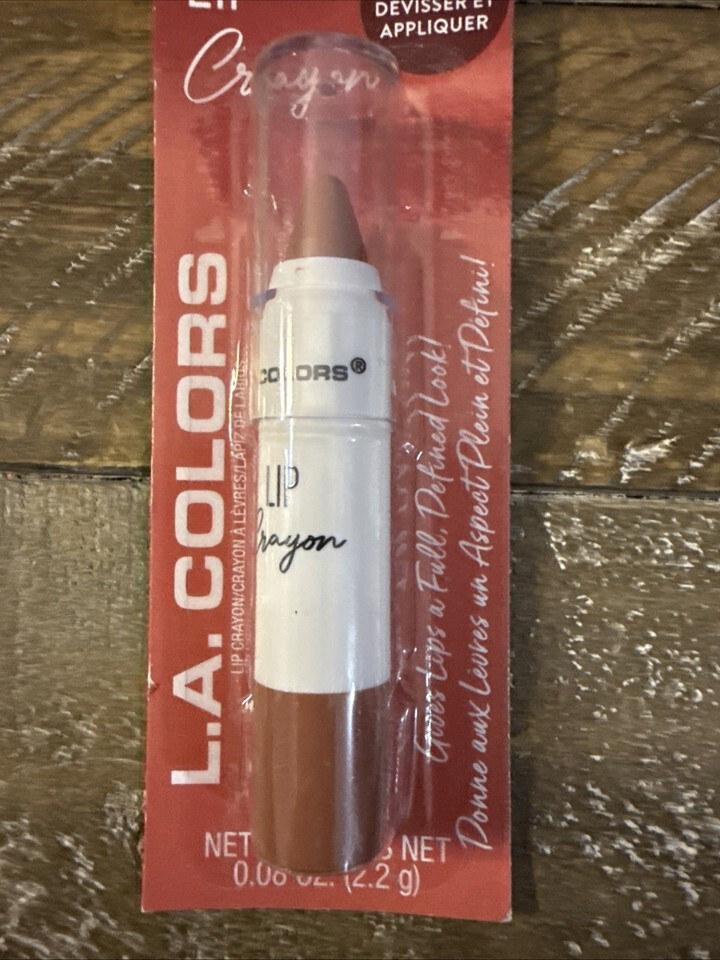 DÉVISSER ET
APPLIQUER
Crayon
L.A. COLORS
LIP CRAYON/CRAYON À LÈVRES/LÁPIZ DE LABIOS
COLORS®
LIP
Crayon
Gives Lips a Full, Defined Look!
Donne aux Lèvres un Aspect Plein et Défini!
NET NET
0.08 OZ. (2.2 g)